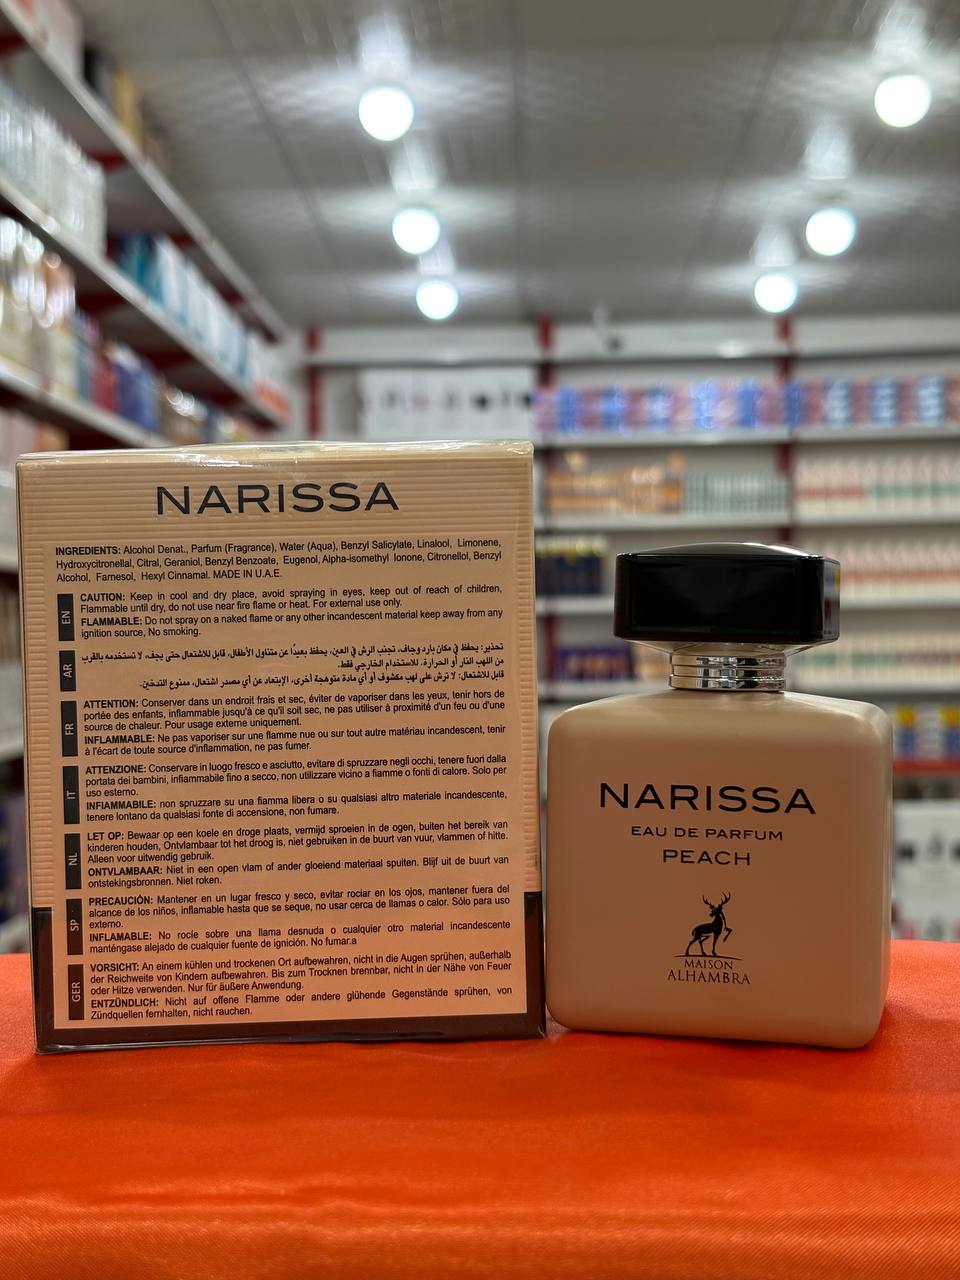 NARISSA
INGREDIENTS: Alcohol Denat., Parfum (Fragrance), Water (Aqua), Benzyl Salicylate, Linalool, Limonene,
Hydroxycitronellal, Citral, Geraniol, Benzyl Benzoate, Eugenol, Alpha-isomethyl Ionone, Citronellol, Benzyl
Alcohol, Farnesol, Hexyl Cinnamal. MADE IN U.A.E.
EN
CAUTION: Keep in cool and dry place, avoid spraying in eyes, keep out of reach of children,
Flammable until dry, do not use near fire flame or heat. For external use only.
FLAMMABLE: Do not spray on a naked flame or any other incandescent material keep away from any
ignition source, No smoking.
AR
تحذير: يحفظ في مكان بارد وجاف، تجنب الرش في العين، يحفظ بعيدًا عن متناول الأطفال، قابل للاشتعال حتى يجف، لا تستخدمه بالقرب
من اللهب النار أو الحرارة. للاستخدام الخارجي فقط.
قابل للاشتعال: لا ترش على لهب مكشوف أو أي مادة متوهجة أخرى، الإبتعاد عن أي مصدر اشتعال، ممنوع التدخين.
FR
ATTENTION: Conserver dans un endroit frais et sec, éviter de vaporiser dans les yeux, tenir hors de
portée des enfants, inflammable jusqu'à ce qu'il soit sec, ne pas utiliser à proximité d'un feu ou d'une
source de chaleur. Pour usage externe uniquement.
INFLAMMABLE: Ne pas vaporiser sur une flamme nue ou sur tout autre matériau incandescent, tenir
à l'écart de toute source d'inflammation, ne pas fumer.
IT
ATTENZIONE: Conservare in luogo fresco e asciutto, evitare di spruzzare negli occhi, tenere fuori dalla
portata dei bambini, infiammabile fino a secco, non utilizzare vicino a fiamme o fonti di calore. Solo per
uso esterno.
INFIAMMABILE: non spruzzare su una fiamma libera o su qualsiasi altro materiale incandescente,
tenere lontano da qualsiasi fonte di accensione, non fumare.
NL
LET OP: Bewaar op een koele en droge plaats, vermijd sproeien in de ogen, buiten het bereik van
kinderen houden, Ontvlambaar tot het droog is, niet gebruiken in de buurt van vuur, vlammen of hitte.
Alleen voor uitwendig gebruik.
ONTVLAMBAAR: Niet in een open vlam of ander gloeiend materiaal spuiten. Blijf uit de buurt van
ontstekingsbronnen. Niet roken.
SP
PRECAUCIÓN: Mantener en un lugar fresco y seco, evitar rociar en los ojos, mantener fuera del
alcance de los niños, inflamable hasta que se seque, no usar cerca de llamas o calor. Sólo para uso
externo.
INFLAMABLE: No rocíe sobre una llama desnuda o cualquier otro material incandescente
manténgase alejado de cualquier fuente de ignición. No fumar.a
GER
VORSICHT: An einem kühlen und trockenen Ort aufbewahren, nicht in die Augen sprühen, außerhalb
der Reichweite von Kindern aufbewahren. Bis zum Trocknen brennbar, nicht in der Nähe von Feuer
oder Hitze verwenden. Nur für äußere Anwendung.
ENTZÜNDLICH: Nicht auf offene Flamme oder andere glühende Gegenstände sprühen, von
Zündquellen fernhalten, nicht rauchen.
NARISSA
EAU DE PARFUM
PEACH
MAISON
ALHAMBRA